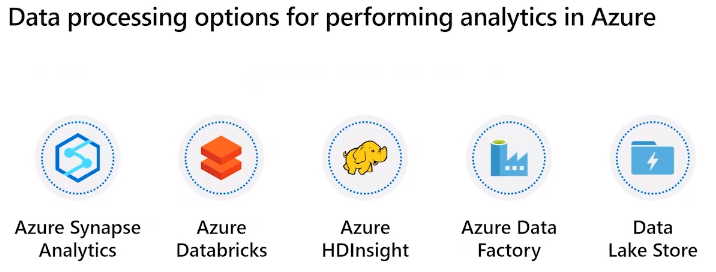 Data processing options for performing analytics in Azure
Azure Synapse
Analytics
Azure
Databricks
Azure
HDInsight
Azure Data
Factory
Data
Lake Store